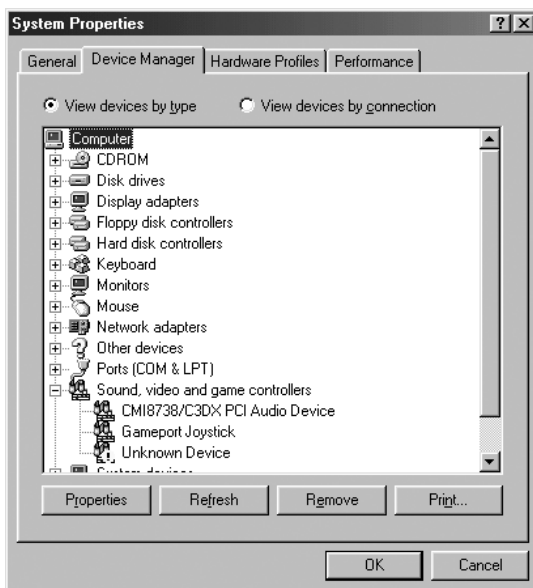 System Properties
General Device Manager Hardware Profiles Performance
View devices by type View devices by connection
Computer
CDROM
Disk drives
Display adapters
Floppy disk controllers
Hard disk controllers
Keyboard
Monitors
Mouse
Network adapters
Other devices
Ports (COM & LPT)
Sound, video and game controllers
CMI8738/C3DX PCI Audio Device
Gameport Joystick
Unknown Device
System devices
Properties Refresh Remove Print...
OK Cancel